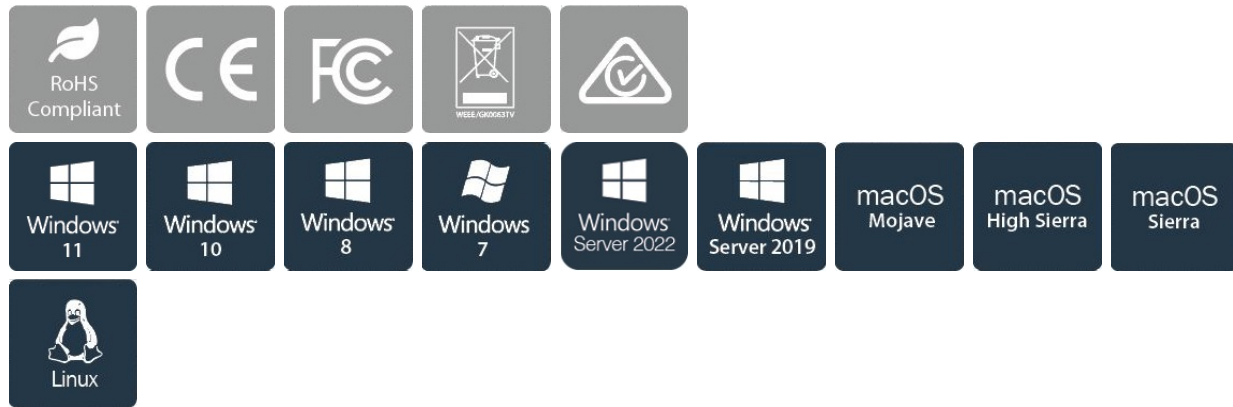 RoHS
Compliant
CE
FC
WEEE/GK0063TV
Windows
11
Windows
10
Windows
8
Windows
7
Windows
Server 2022
Windows
Server 2019
macOS
Mojave
macOS
High Sierra
macOS
Sierra
Linux